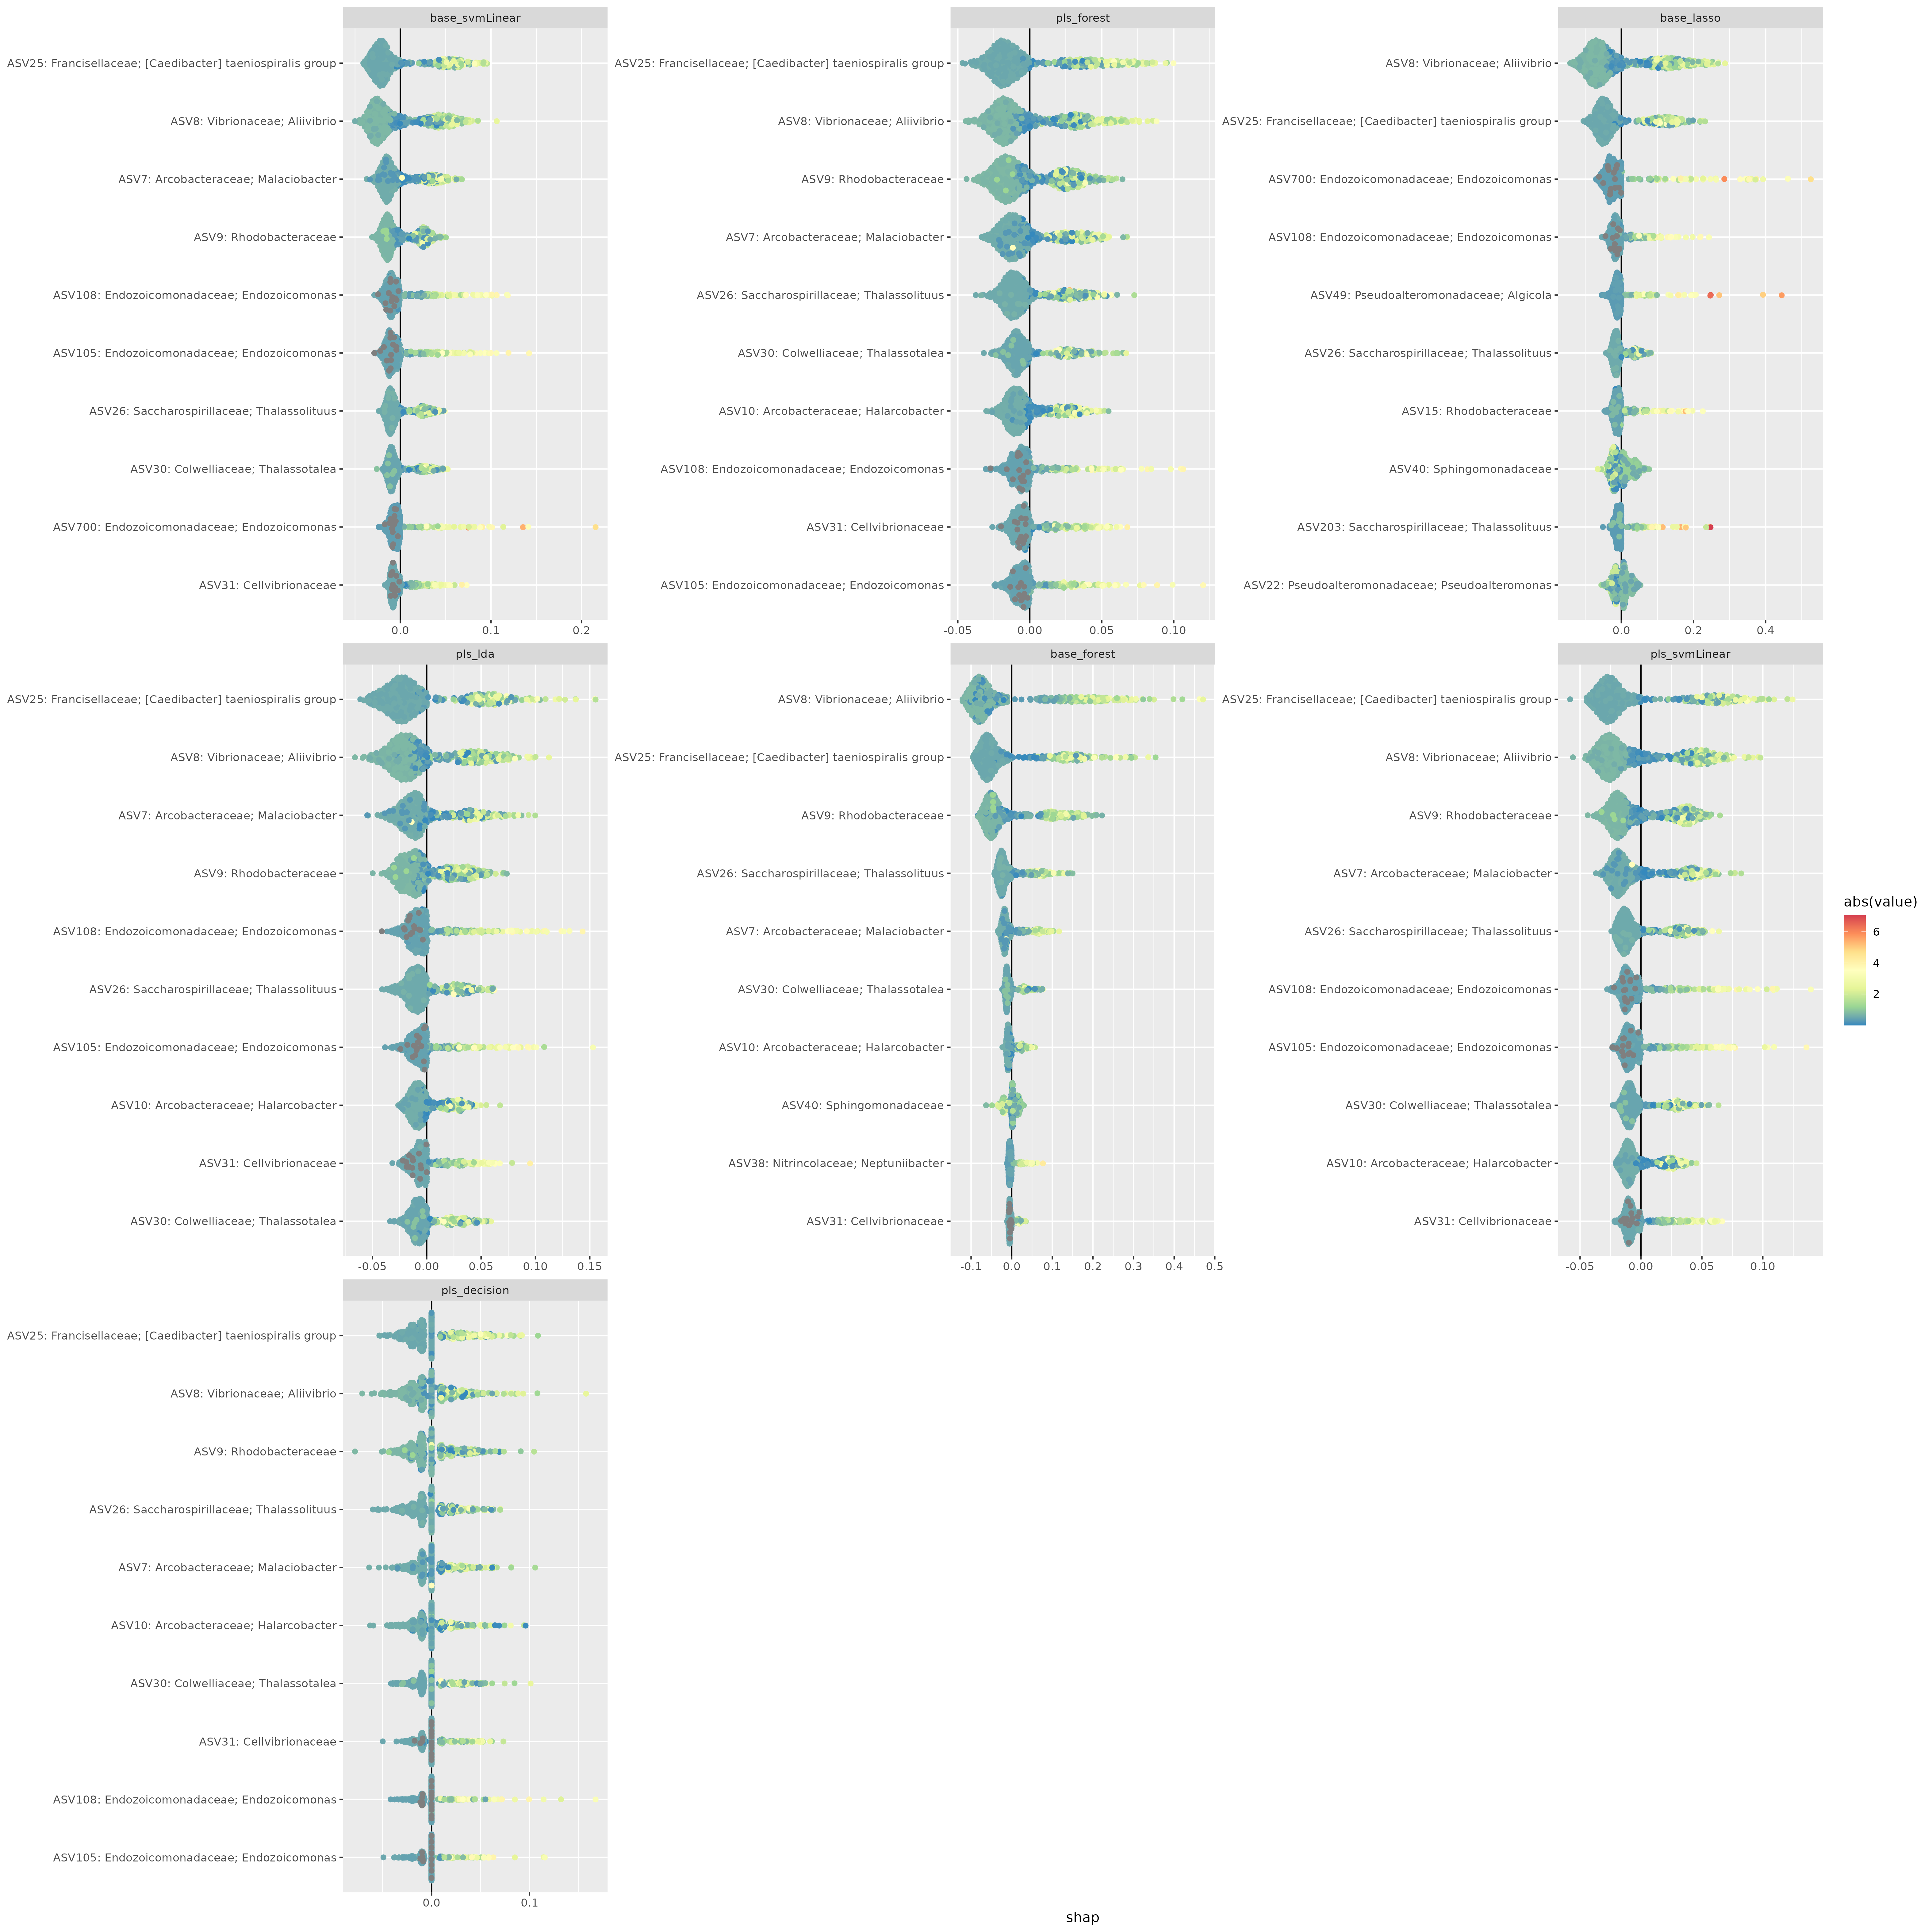 base_svmLinear
ASV25: Francisellaceae; [Caedibacter] taeniospiralis group
ASV8: Vibrionaceae; Aliivibrio
ASV7: Arcobacteraceae; Malaciobacter
ASV9: Rhodobacteraceae
ASV108: Endozoicomonadaceae; Endozoicomonas
ASV105: Endozoicomonadaceae; Endozoicomonas
ASV26: Saccharospirillaceae; Thalassolituus
ASV30: Colwelliaceae; Thalassotalea
ASV700: Endozoicomonadaceae; Endozoicomonas
ASV31: Cellvibrionaceae
0.0 0.1 0.2
pls_forest
ASV25: Francisellaceae; [Caedibacter] taeniospiralis group
ASV8: Vibrionaceae; Aliivibrio
ASV9: Rhodobacteraceae
ASV7: Arcobacteraceae; Malaciobacter
ASV26: Saccharospirillaceae; Thalassolituus
ASV30: Colwelliaceae; Thalassotalea
ASV10: Arcobacteraceae; Halarcobacter
ASV108: Endozoicomonadaceae; Endozoicomonas
ASV31: Cellvibrionaceae
ASV105: Endozoicomonadaceae; Endozoicomonas
-0.05 0.00 0.05 0.10
base_lasso
ASV8: Vibrionaceae; Aliivibrio
ASV25: Francisellaceae; [Caedibacter] taeniospiralis group
ASV700: Endozoicomonadaceae; Endozoicomonas
ASV108: Endozoicomonadaceae; Endozoicomonas
ASV49: Pseudoalteromonadaceae; Algicola
ASV26: Saccharospirillaceae; Thalassolituus
ASV15: Rhodobacteraceae
ASV40: Sphingomonadaceae
ASV203: Saccharospirillaceae; Thalassolituus
ASV22: Pseudoalteromonadaceae; Pseudoalteromonas
0.0 0.2 0.4
pls_lda
ASV25: Francisellaceae; [Caedibacter] taeniospiralis group
ASV8: Vibrionaceae; Aliivibrio
ASV7: Arcobacteraceae; Malaciobacter
ASV9: Rhodobacteraceae
ASV108: Endozoicomonadaceae; Endozoicomonas
ASV26: Saccharospirillaceae; Thalassolituus
ASV105: Endozoicomonadaceae; Endozoicomonas
ASV10: Arcobacteraceae; Halarcobacter
ASV31: Cellvibrionaceae
ASV30: Colwelliaceae; Thalassotalea
-0.05 0.00 0.05 0.10 0.15
base_forest
ASV8: Vibrionaceae; Aliivibrio
ASV25: Francisellaceae; [Caedibacter] taeniospiralis group
ASV9: Rhodobacteraceae
ASV26: Saccharospirillaceae; Thalassolituus
ASV7: Arcobacteraceae; Malaciobacter
ASV30: Colwelliaceae; Thalassotalea
ASV10: Arcobacteraceae; Halarcobacter
ASV40: Sphingomonadaceae
ASV38: Nitrincolaceae; Neptuniibacter
ASV31: Cellvibrionaceae
-0.1 0.0 0.1 0.2 0.3 0.4 0.5
pls_svmLinear
ASV25: Francisellaceae; [Caedibacter] taeniospiralis group
ASV8: Vibrionaceae; Aliivibrio
ASV9: Rhodobacteraceae
ASV7: Arcobacteraceae; Malaciobacter
ASV26: Saccharospirillaceae; Thalassolituus
ASV108: Endozoicomonadaceae; Endozoicomonas
ASV105: Endozoicomonadaceae; Endozoicomonas
ASV30: Colwelliaceae; Thalassotalea
ASV10: Arcobacteraceae; Halarcobacter
ASV31: Cellvibrionaceae
-0.05 0.00 0.05 0.10
abs(value)
6
4
2
pls_decision
ASV25: Francisellaceae; [Caedibacter] taeniospiralis group
ASV8: Vibrionaceae; Aliivibrio
ASV9: Rhodobacteraceae
ASV26: Saccharospirillaceae; Thalassolituus
ASV7: Arcobacteraceae; Malaciobacter
ASV10: Arcobacteraceae; Halarcobacter
ASV30: Colwelliaceae; Thalassotalea
ASV31: Cellvibrionaceae
ASV108: Endozoicomonadaceae; Endozoicomonas
ASV105: Endozoicomonadaceae; Endozoicomonas
0.0 0.1
shap